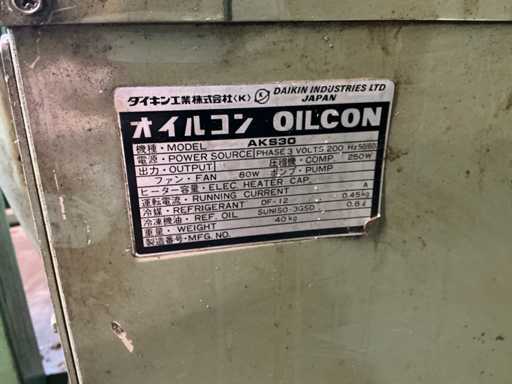 ダイキン工業株式会社〈K〉 DAIKIN INDUSTRIES LTD JAPAN
オイルコン OILCON
機種・MODEL AKS30
電源・POWER SOURCE PHASE 3 VOLTS 200 Hz 50/60
出力・OUTPUT 圧縮機・COMP 250W
ファン・FAN 60W ポンプ・PUMP
ヒーター容量・ELEC HEATER CAP.
運転電流・RUNNING CURRENT A
冷媒・REFRIGERANT DF-12 0.45kg
冷凍機油・REF. OIL SUNISO-3GSD 0.8ℓ
重量・WEIGHT 40kg
製造番号・MFG. NO.